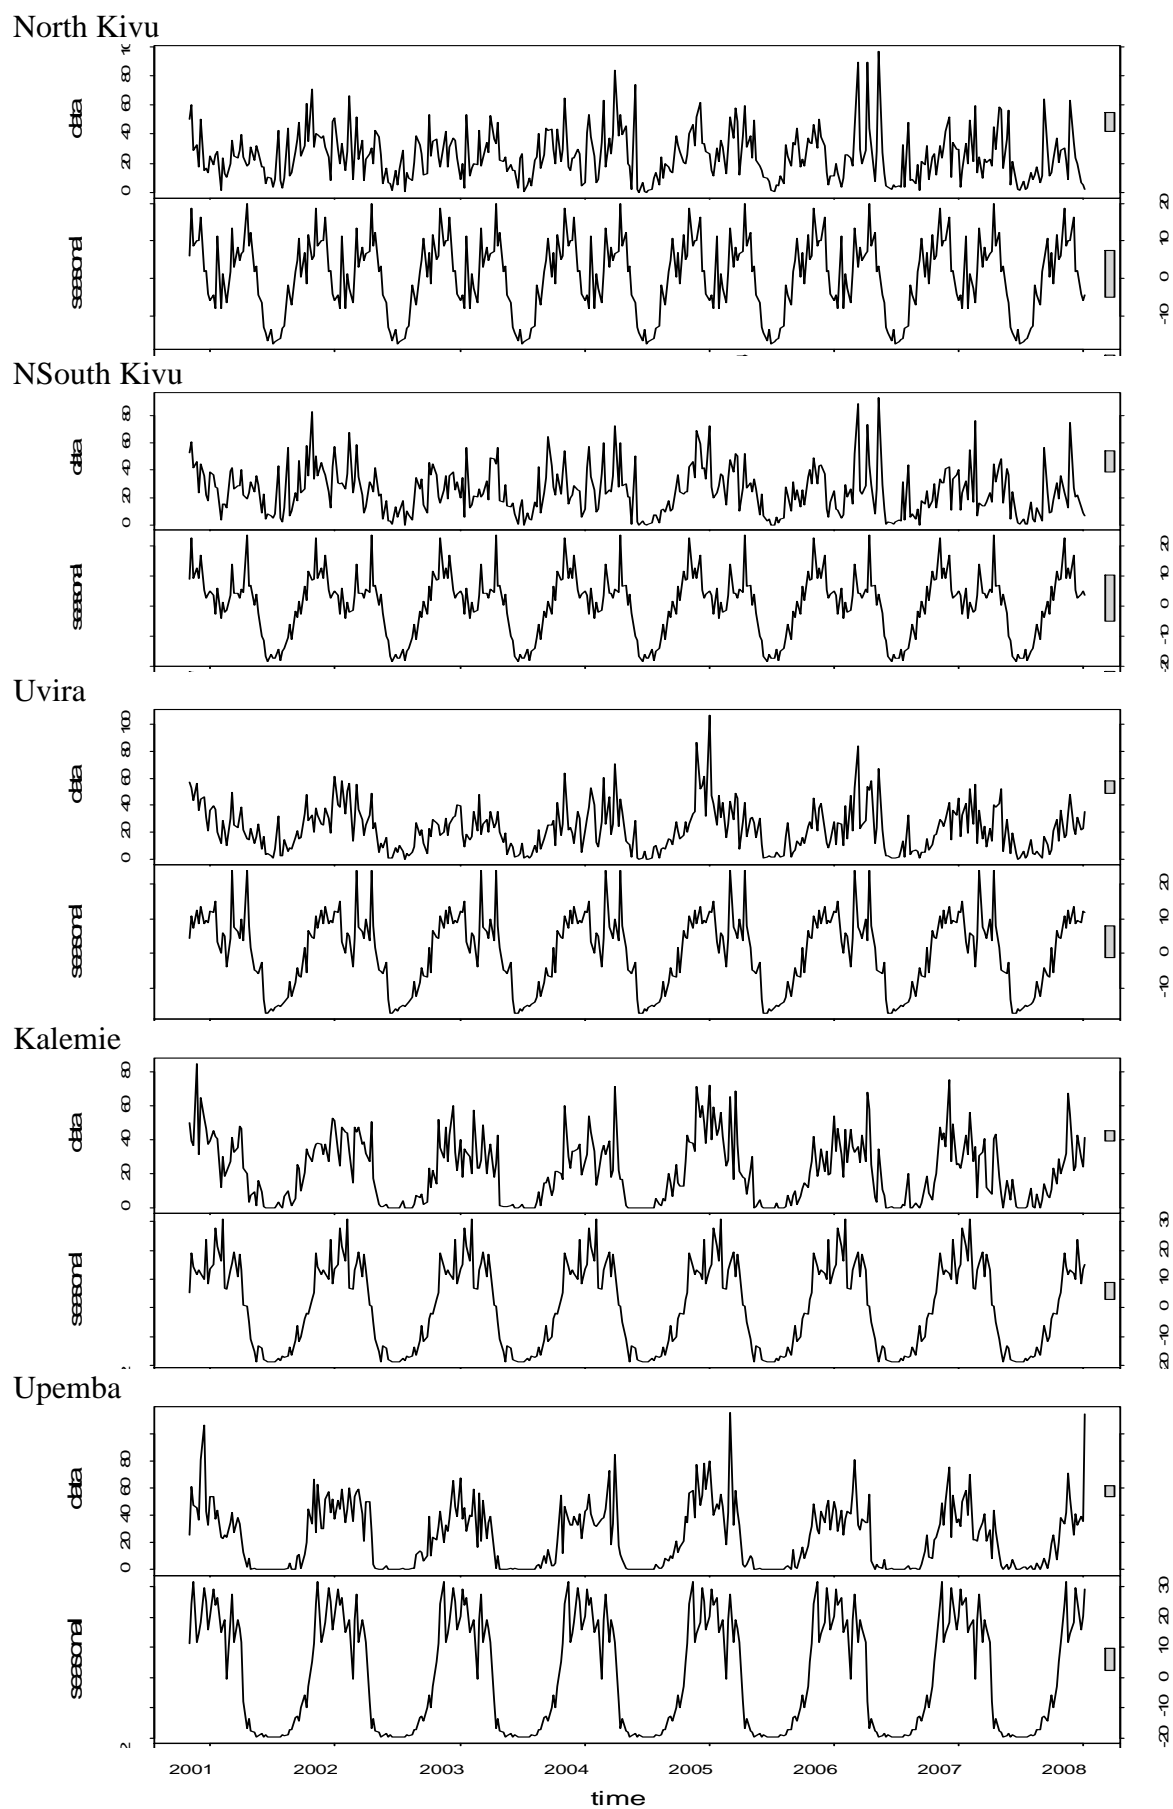 North Kivu
data
0 20 40 60 80 10
seasonal
-10 0 10 20
NSouth Kivu
data
0 20 40 60 80
seasonal
-20 -10 0 10 20
Uvira
data
0 20 40 60 80 100
seasonal
-10 0 10 20
Kalemie
data
0 20 40 60 80
seasonal
20 -10 0 10 20 30
Upemba
data
0 20 40 60 80
seasonal
-20 -10 0 10 20 30
2001 2002 2003 2004 2005 2006 2007 2008
time